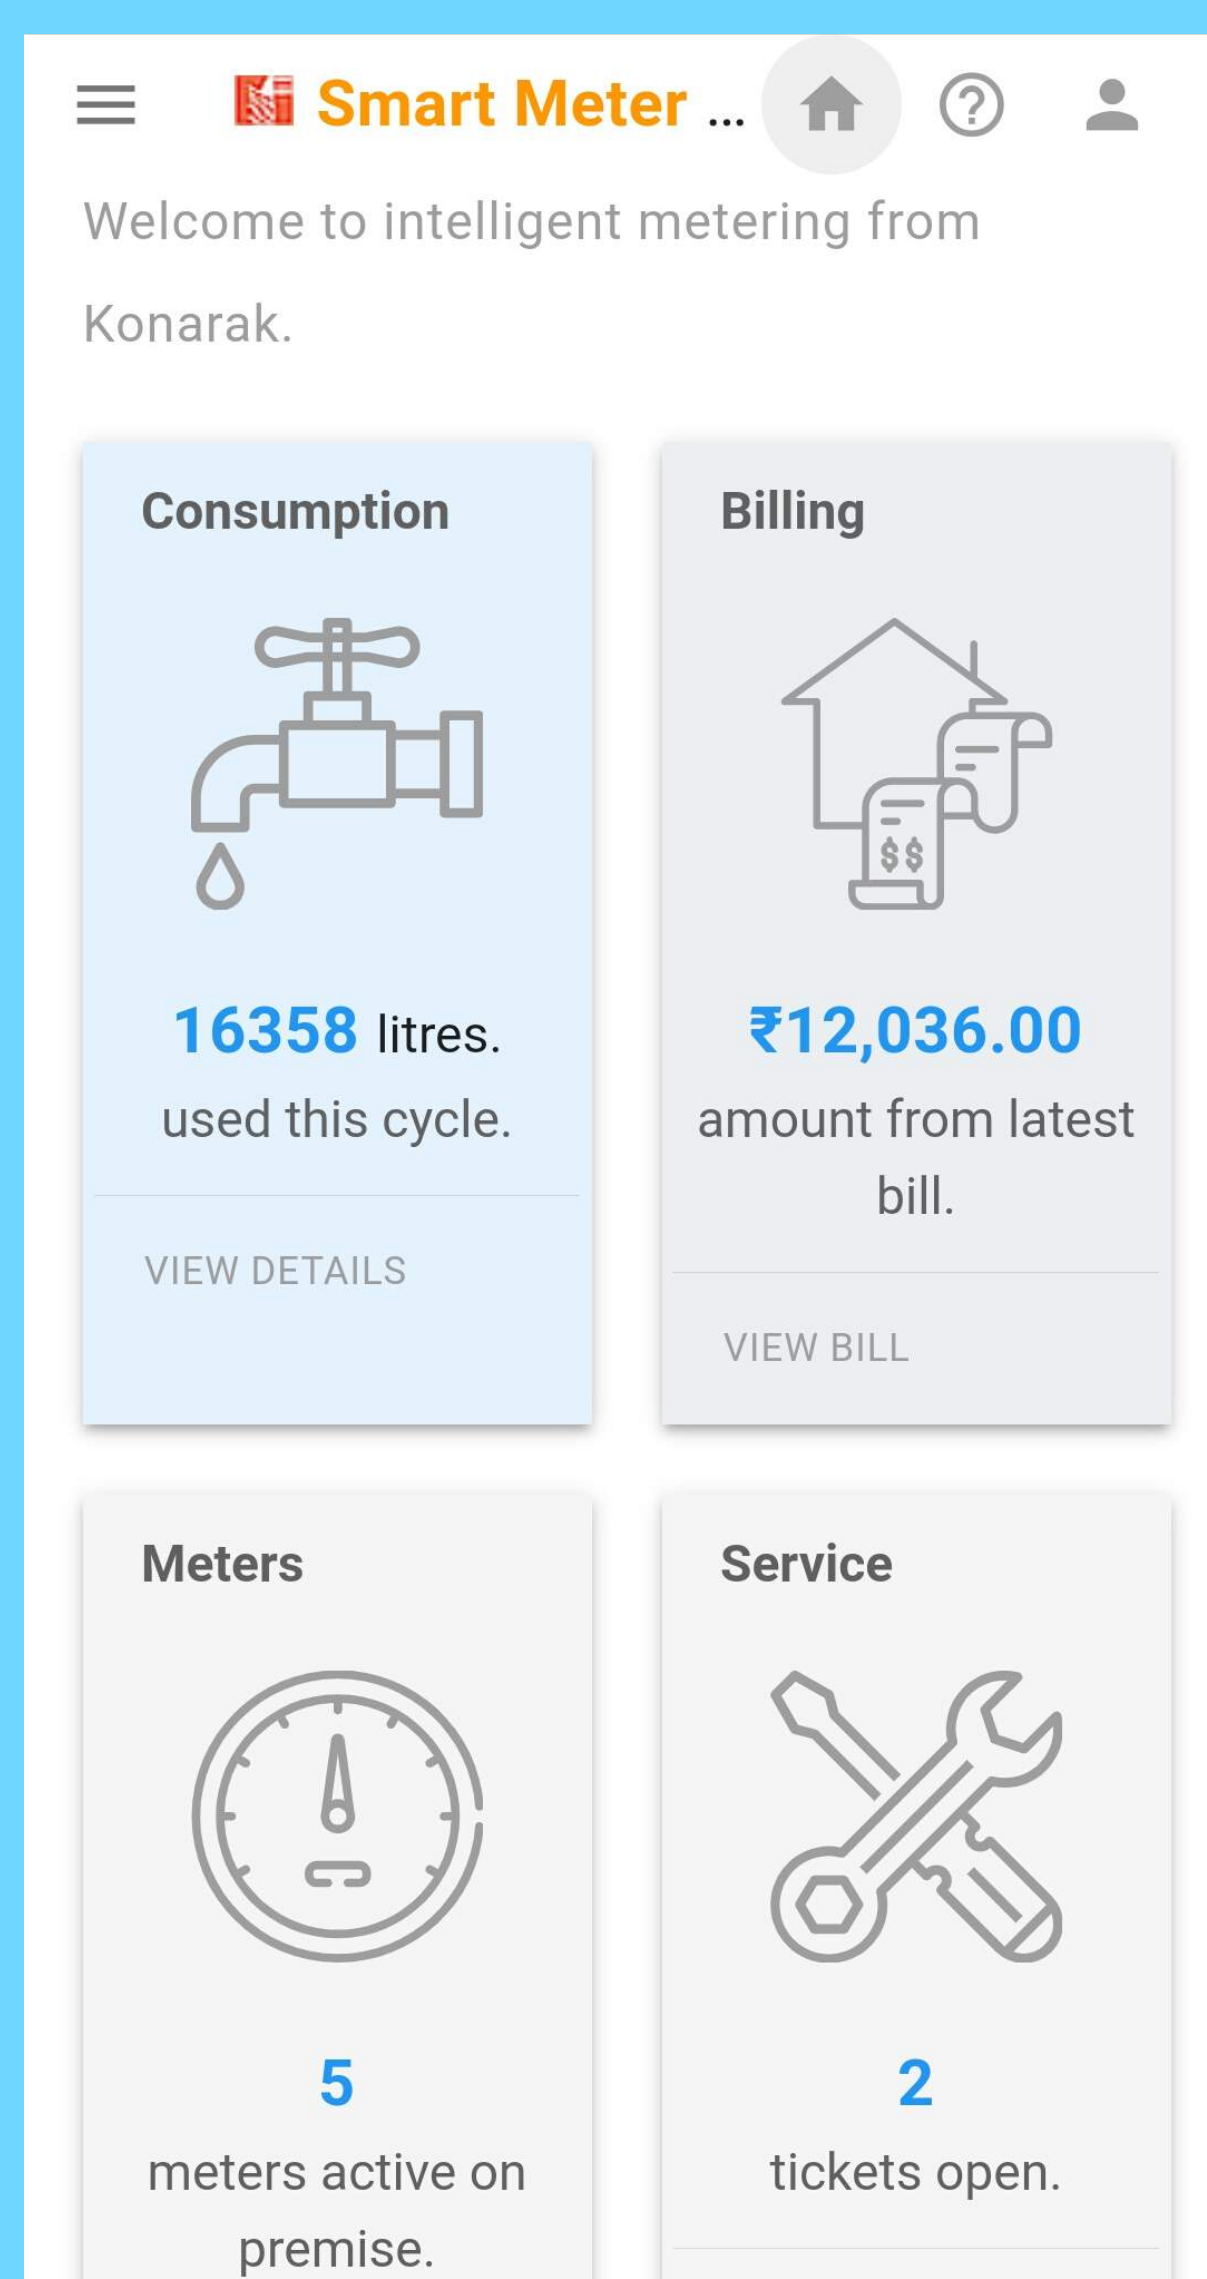 Smart Meter ...
Welcome to intelligent metering from
Konarak.
Consumption
Billing
$ $
16358 litres.
used this cycle.
VIEW DETAILS
₹12,036.00
amount from latest
bill.
VIEW BILL
Meters
Service
5
meters active on
premise.
2
tickets open.